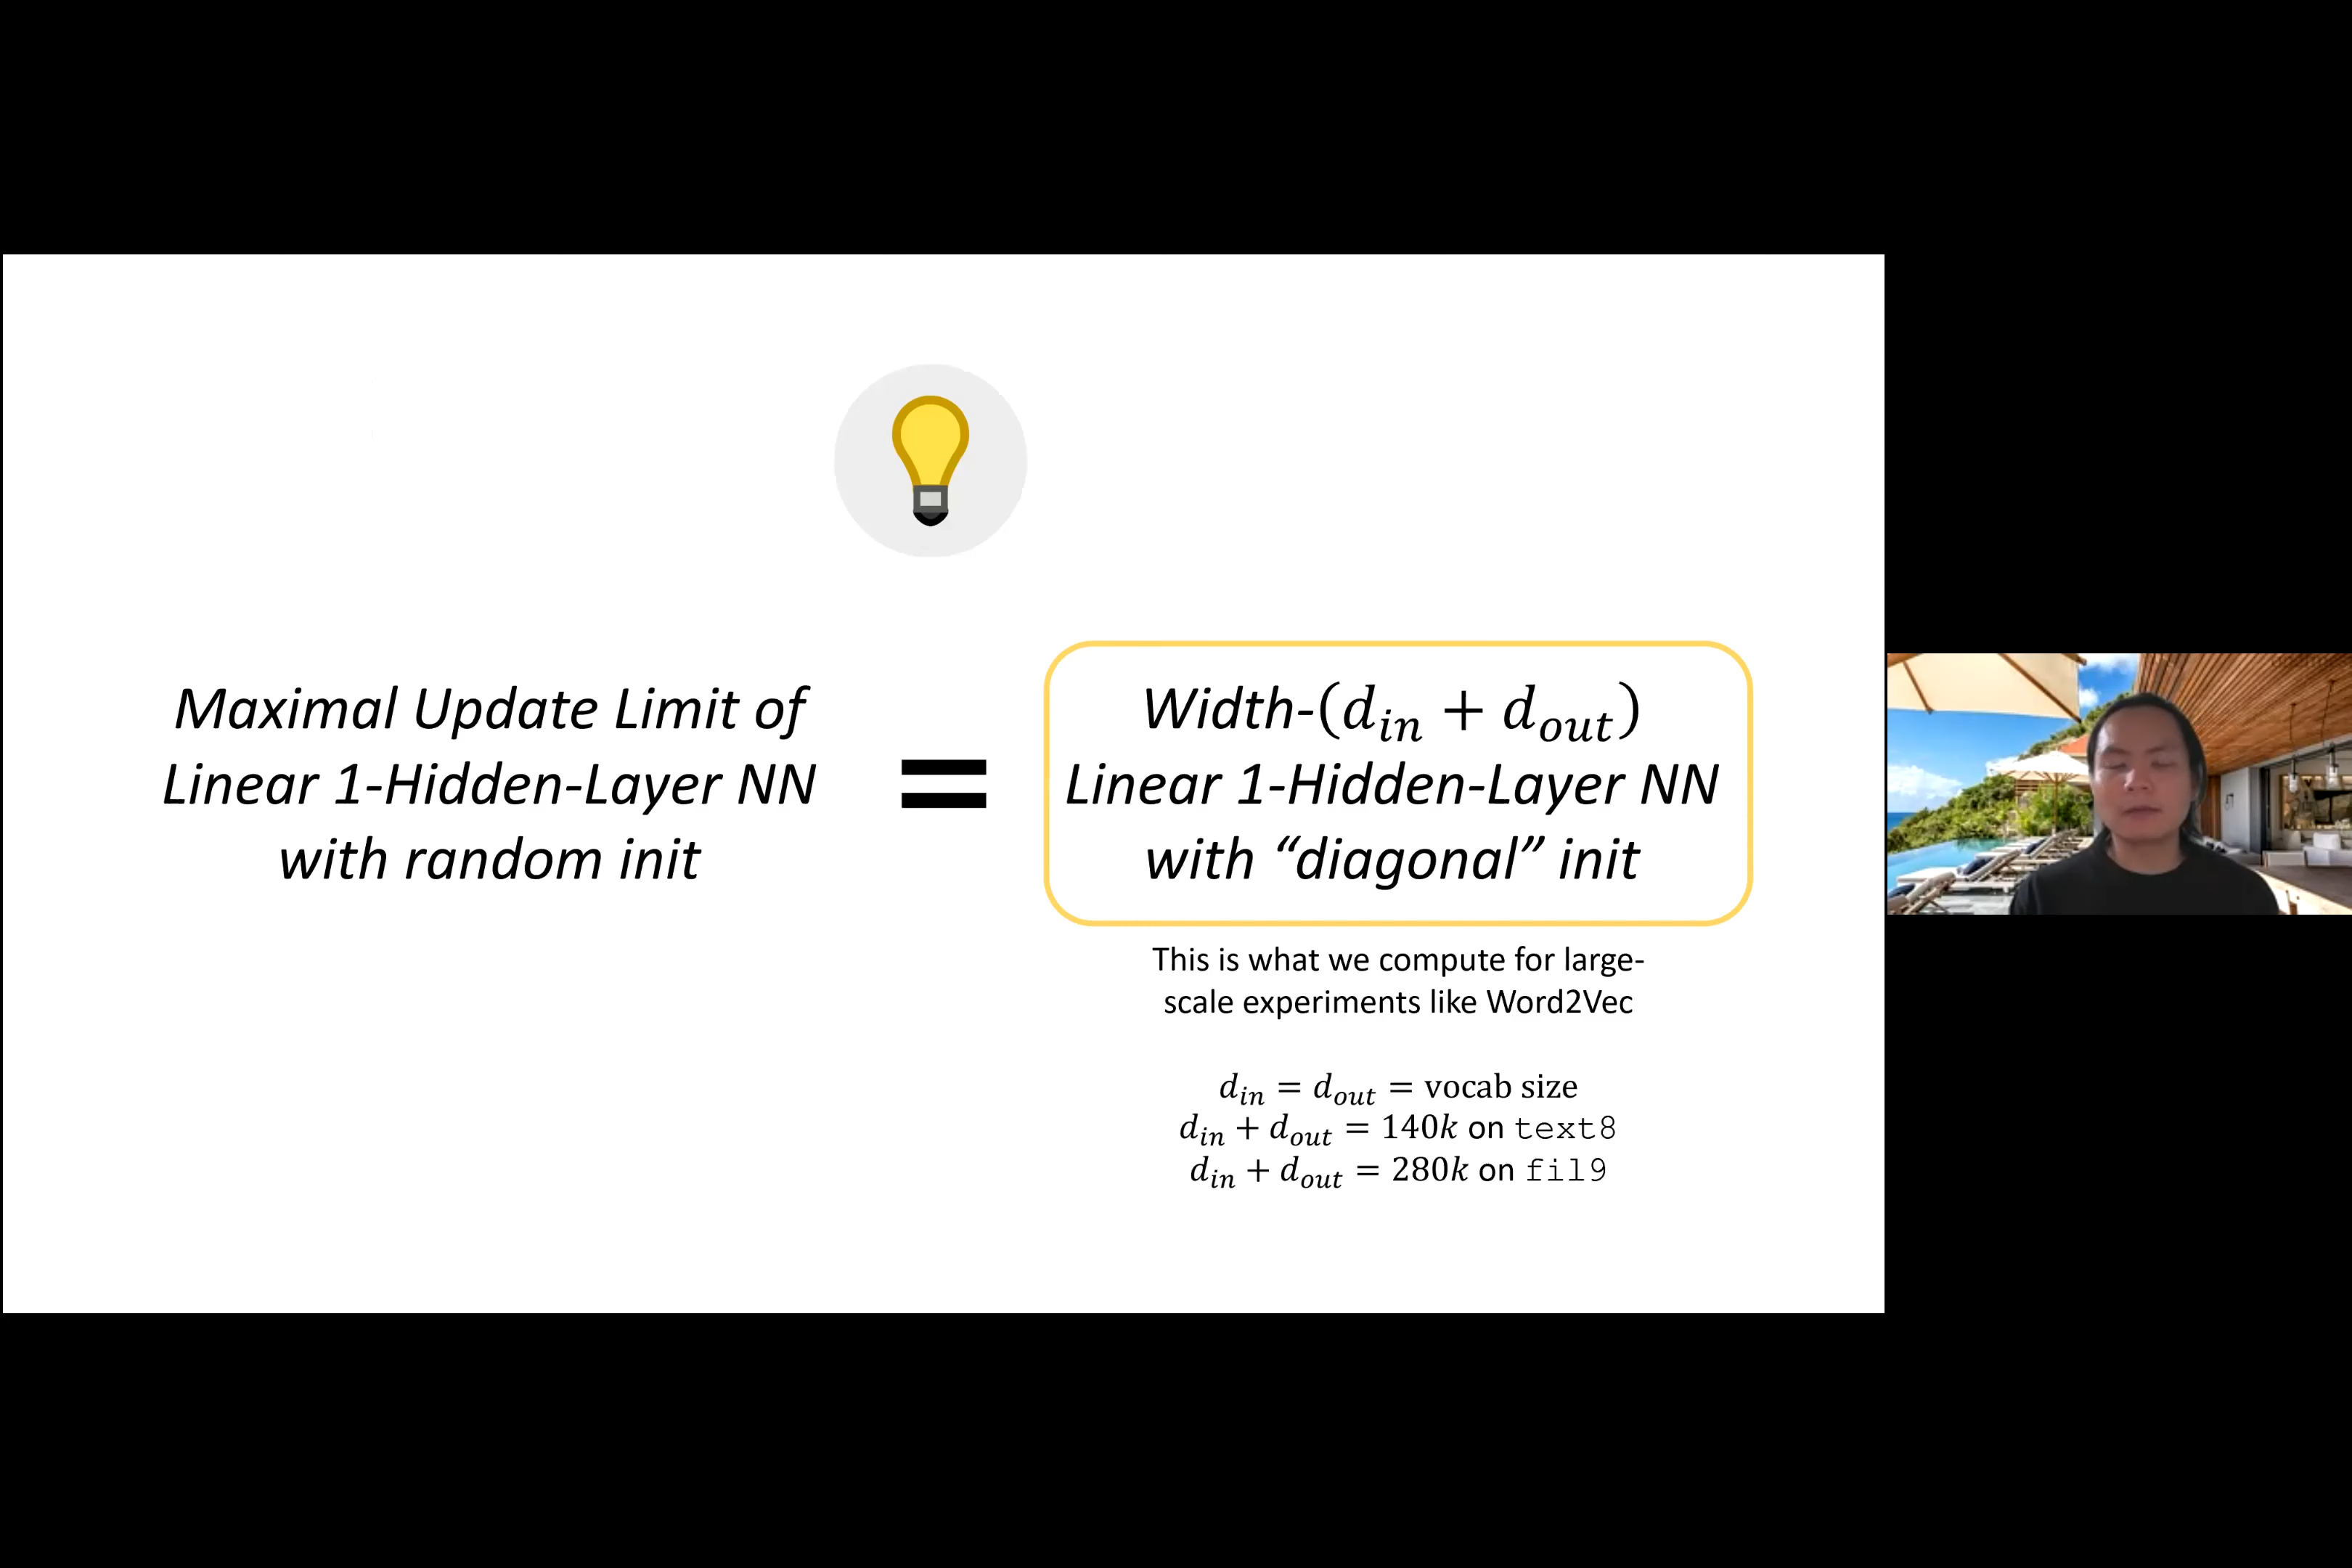 Maximal Update Limit of
Linear 1-Hidden-Layer NN
with random init
=
Width-(d_in + d_out)
Linear 1-Hidden-Layer NN
with “diagonal” init
This is what we compute for large-
scale experiments like Word2Vec
d_in = d_out = vocab size
d_in + d_out = 140k on text8
d_in + d_out = 280k on fil9